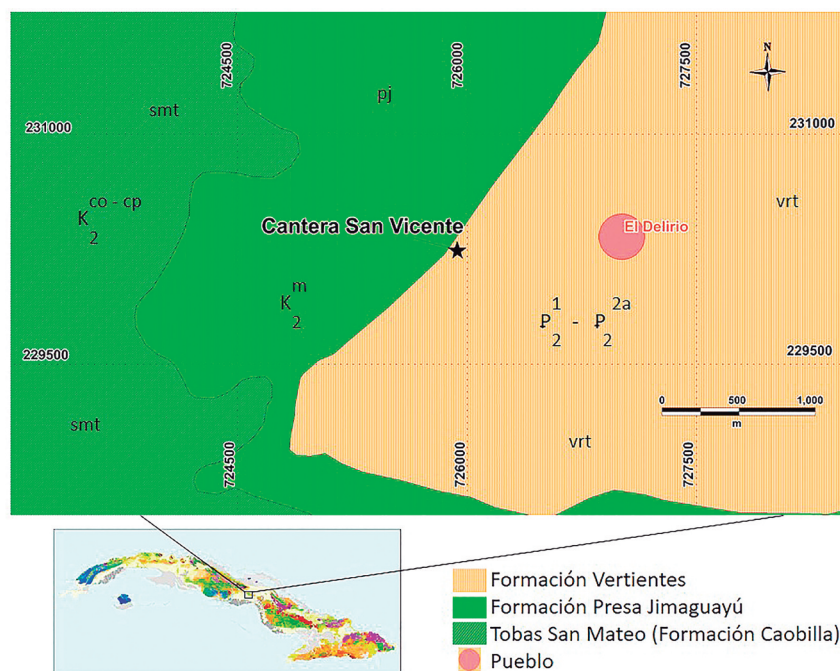 724500
726000
727500
N
pj
smt
231000
231000
vrt
co - cp
K
2
Cantera San Vicente
El Delirio
m
K
2
1 2a
P - P
2 2
229500
229500
0 500 1,000
m
smt
vrt
724500
726000
727500
Formación Vertientes
Formación Presa Jimaguayú
Tobas San Mateo (Formación Caobilla)
Pueblo